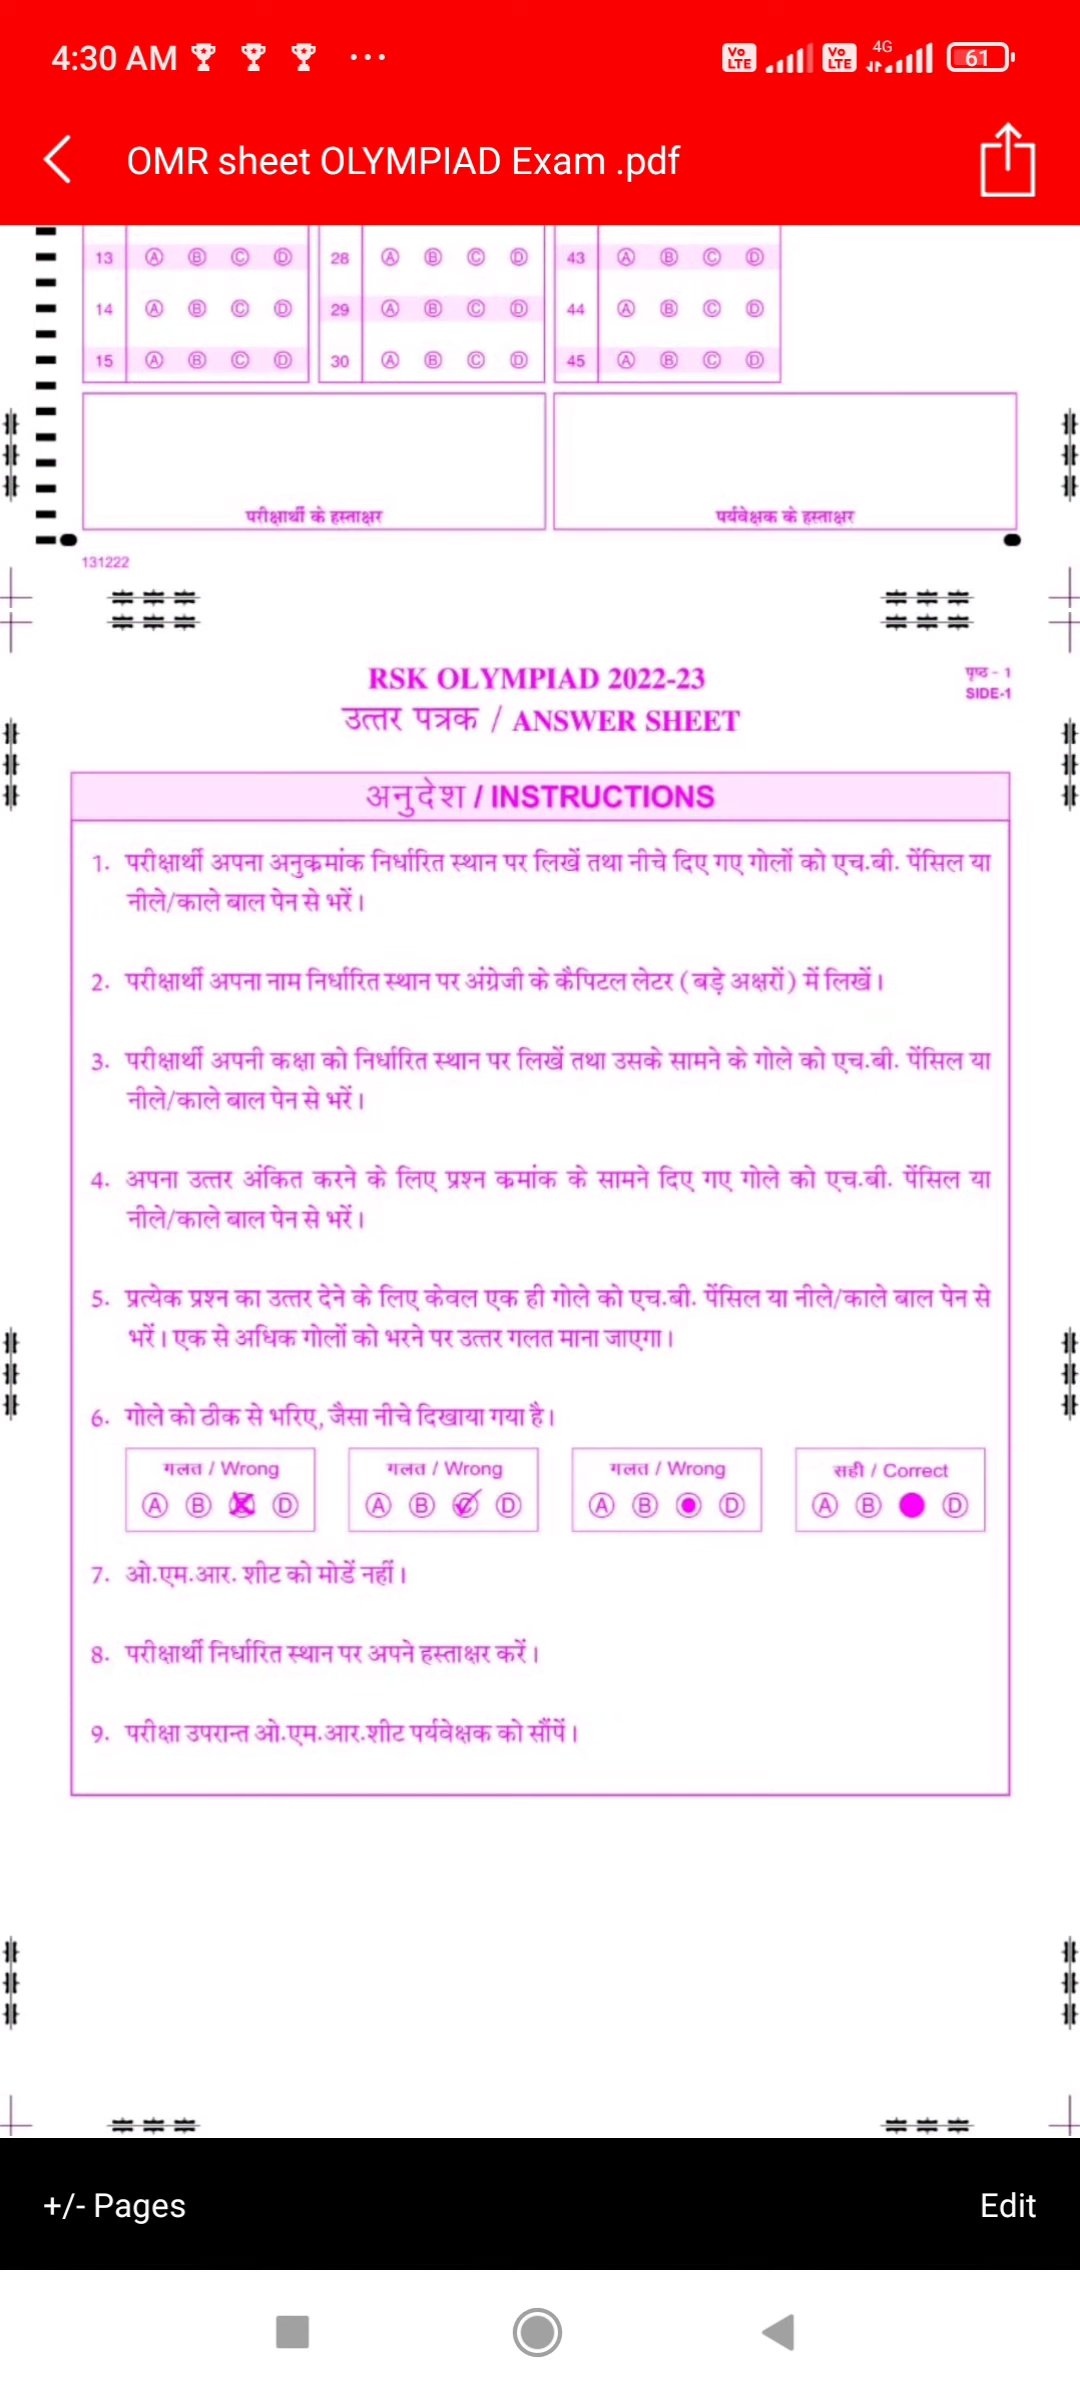 4:30 AM ... Vo LTE Vo LTE 4G 61
OMR sheet OLYMPIAD Exam .pdf
13 A B C D 28 A B C D 43 A B C D
14 A B C D 29 A B C D 44 A B C D
15 A B C D 30 A B C D 45 A B C D
परीक्षार्थी के हस्ताक्षर पर्यवेक्षक के हस्ताक्षर
131222
RSK OLYMPIAD 2022-23
पृष्ठ - 1
SIDE-1
उत्तर पत्रक / ANSWER SHEET
अनुदेश / INSTRUCTIONS
1. परीक्षार्थी अपना अनुक्रमांक निर्धारित स्थान पर लिखें तथा नीचे दिए गए गोलों को एच.बी. पेंसिल या
नीले/काले बाल पेन से भरें।
2. परीक्षार्थी अपना नाम निर्धारित स्थान पर अंग्रेजी के कैपिटल लेटर (बड़े अक्षरों) में लिखें।
3. परीक्षार्थी अपनी कक्षा को निर्धारित स्थान पर लिखें तथा उसके सामने के गोले को एच.बी. पेंसिल या
नीले/काले बाल पेन से भरें।
4. अपना उत्तर अंकित करने के लिए प्रश्न क्रमांक के सामने दिए गए गोले को एच.बी. पेंसिल या
नीले/काले बाल पेन से भरें।
5. प्रत्येक प्रश्न का उत्तर देने के लिए केवल एक ही गोले को एच.बी. पेंसिल या नीले/काले बाल पेन से
भरें। एक से अधिक गोलों को भरने पर उत्तर गलत माना जाएगा।
6. गोले को ठीक से भरिए, जैसा नीचे दिखाया गया है।
गलत / Wrong गलत / Wrong गलत / Wrong सही / Correct
A B C D A B C D A B D A B D
7. ओ.एम.आर. शीट को मोडें नहीं।
8. परीक्षार्थी निर्धारित स्थान पर अपने हस्ताक्षर करें।
9. परीक्षा उपरान्त ओ.एम.आर.शीट पर्यवेक्षक को सौंपें।
+/- Pages Edit